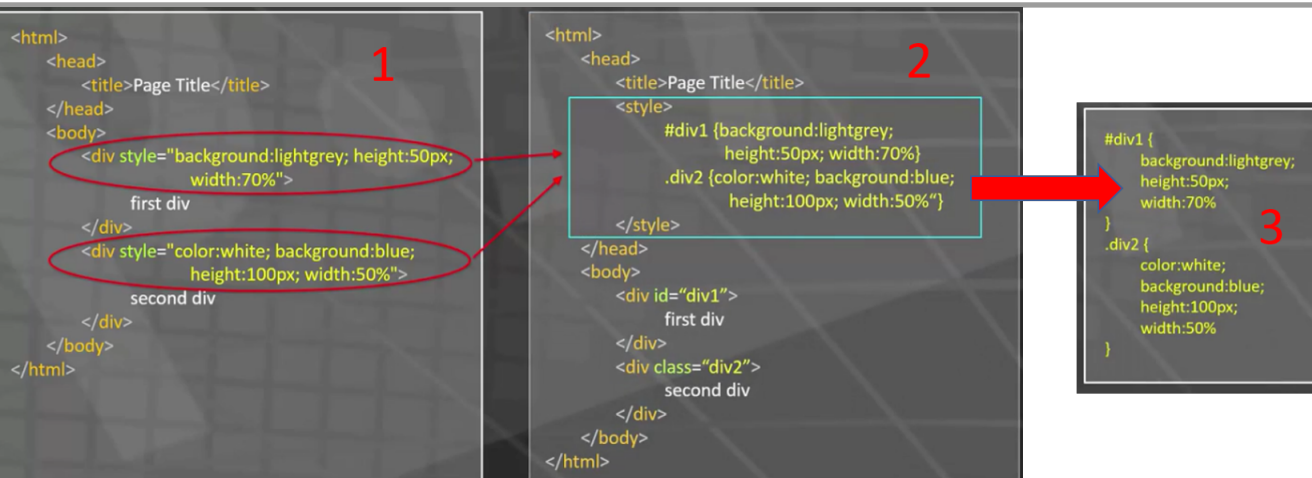 1
<html>
<head>
<title>Page Title</title>
</head>
<body>
<div style="background:lightgrey; height:50px;
width:70%">
first div
</div>
<div style="color:white; background:blue;
height:100px; width:50%">
second div
</div>
</body>
</html>
2
<html>
<head>
<title>Page Title</title>
<style>
#div1 {background:lightgrey;
height:50px; width:70%}
.div2 {color:white; background:blue;
height:100px; width:50%“}
</style>
</head>
<body>
<div id=“div1”>
first div
</div>
<div class=“div2”>
second div
</div>
</body>
</html>
3
#div1 {
background:lightgrey;
height:50px;
width:70%
}
.div2 {
color:white;
background:blue;
height:100px;
width:50%
}